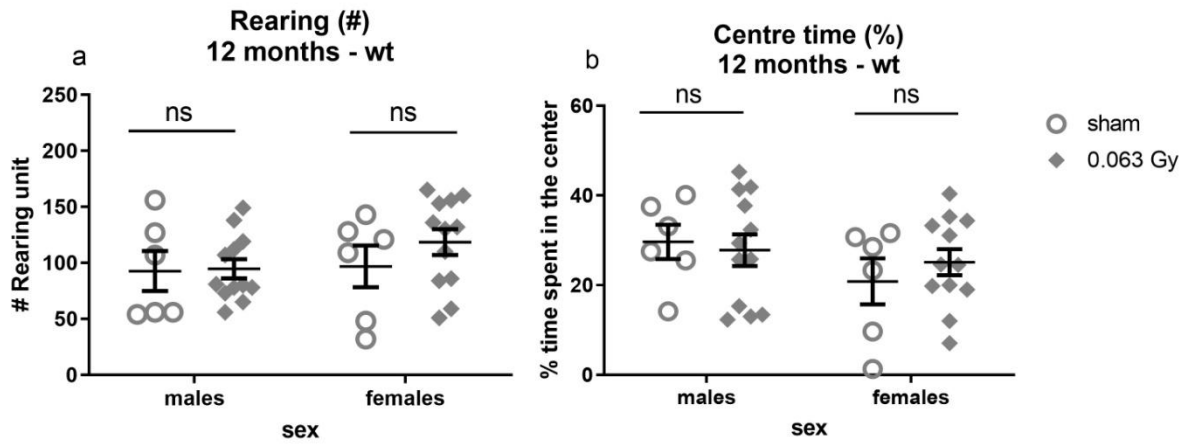 a
Rearing (#)
12 months - wt
# Rearing unit
250
200
150
100
50
0
ns
ns
males
females
sex
b
Centre time (%)
12 months - wt
% time spent in the center
60
40
20
0
ns
ns
males
females
sex
sham
0.063 Gy